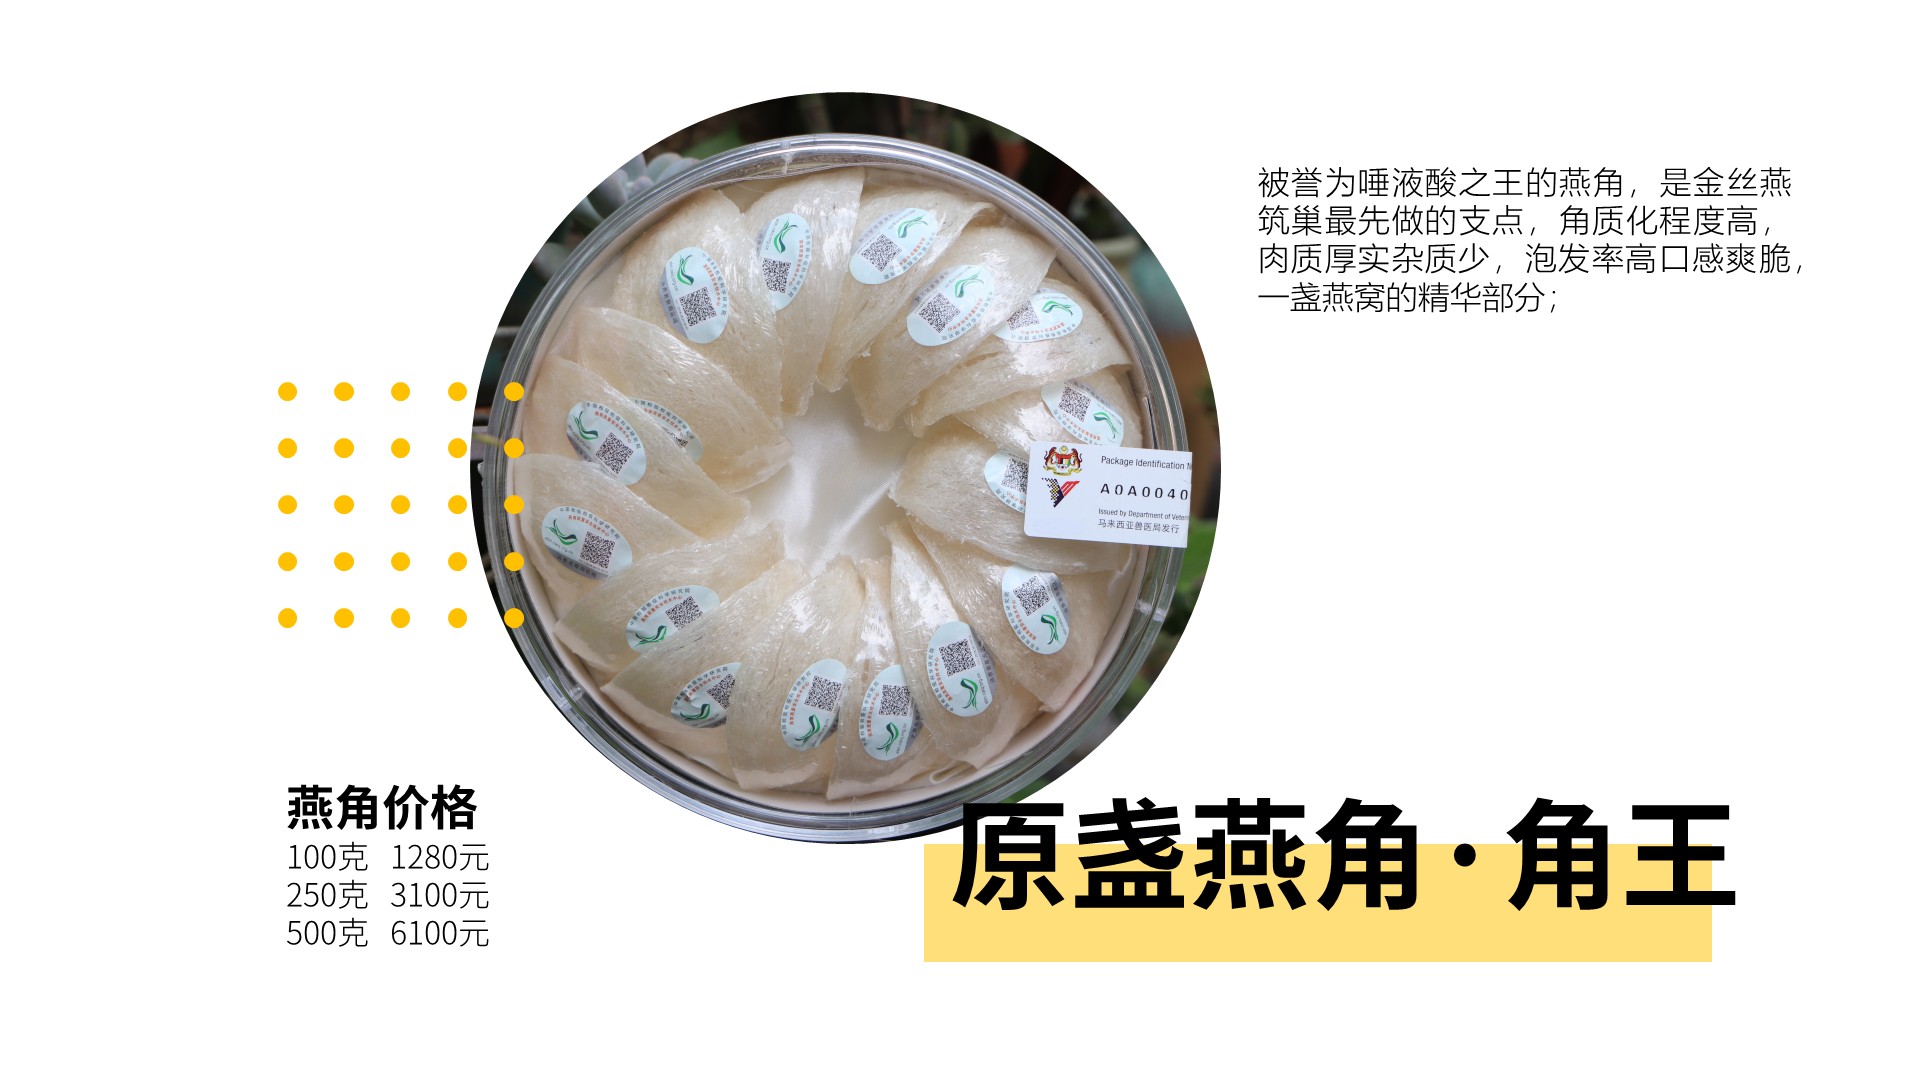 被誉为唾液酸之王的燕角，是金丝燕
筑巢最先做的支点，角质化程度高，
肉质厚实杂质少，泡发率高口感爽脆，
一盏燕窝的精华部分；
Package Identification
A0A0040
Issued by Department of
马来西亚兽医局发行
燕角价格
100克 1280元
250克 3100元
500克 6100元
原盏燕角·角王